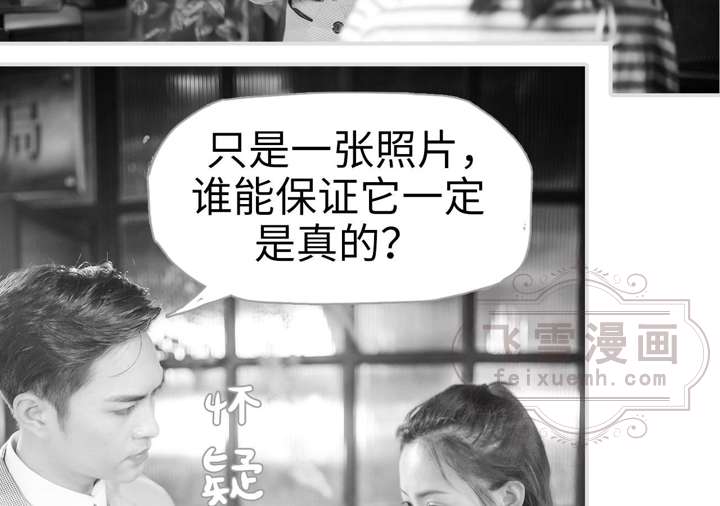 局
只是一张照片，
谁能保证它一定
是真的？
飞雪漫画
feixuemh.com
怀
疑